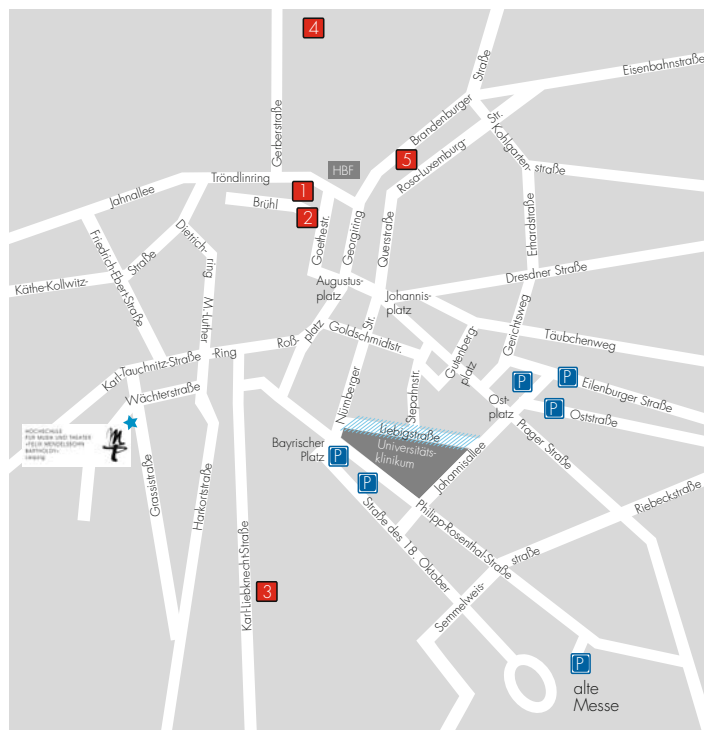 4
Straße
Eisenbahnstraße
Brandenburger
Gerberstraße
Str.
Kohlgarten-
straße
5
HBF
Rosa-Luxemburg-
Tröndlinring
Jahnallee
1
Brühl
2
Goethestr.
Georgiring
Querstraße
Erhardstraße
Dietrich-
ring
M.-Luther
-Ring
Friedrich-Ebert-Straße
Käthe-Kollwitz-
Straße
Augustus-
platz
Johannis-
platz
Dresdner Straße
Gerichtsweg
Täubchenweg
Roß-
platz
Goldschmidtstr.
Nürnberger
Str.
Gutenberg-
platz
Karl-Tauchnitz-Straße
Wächterstraße
Stepahnstr.
P
P
P
Eilenburger Straße
Oststraße
Ost-
platz
Prager Straße
HOCHSCHULE
FÜR MUSIK UND THEATER
»FELIX MENDELSSOHN
BARTHOLDY«
Leipzig
Bayrischer
Platz
P
P
Liebigstraße
Universitäts-
klinikum
Johannisallee
Grassistraße
Harkortstraße
Karl-Liebknecht-Straße
Straße des 18. Oktober
Philipp-Rosenthal-Straße
Riebeckstraße
Semmelweis-
straße
3
P
alte
Messe